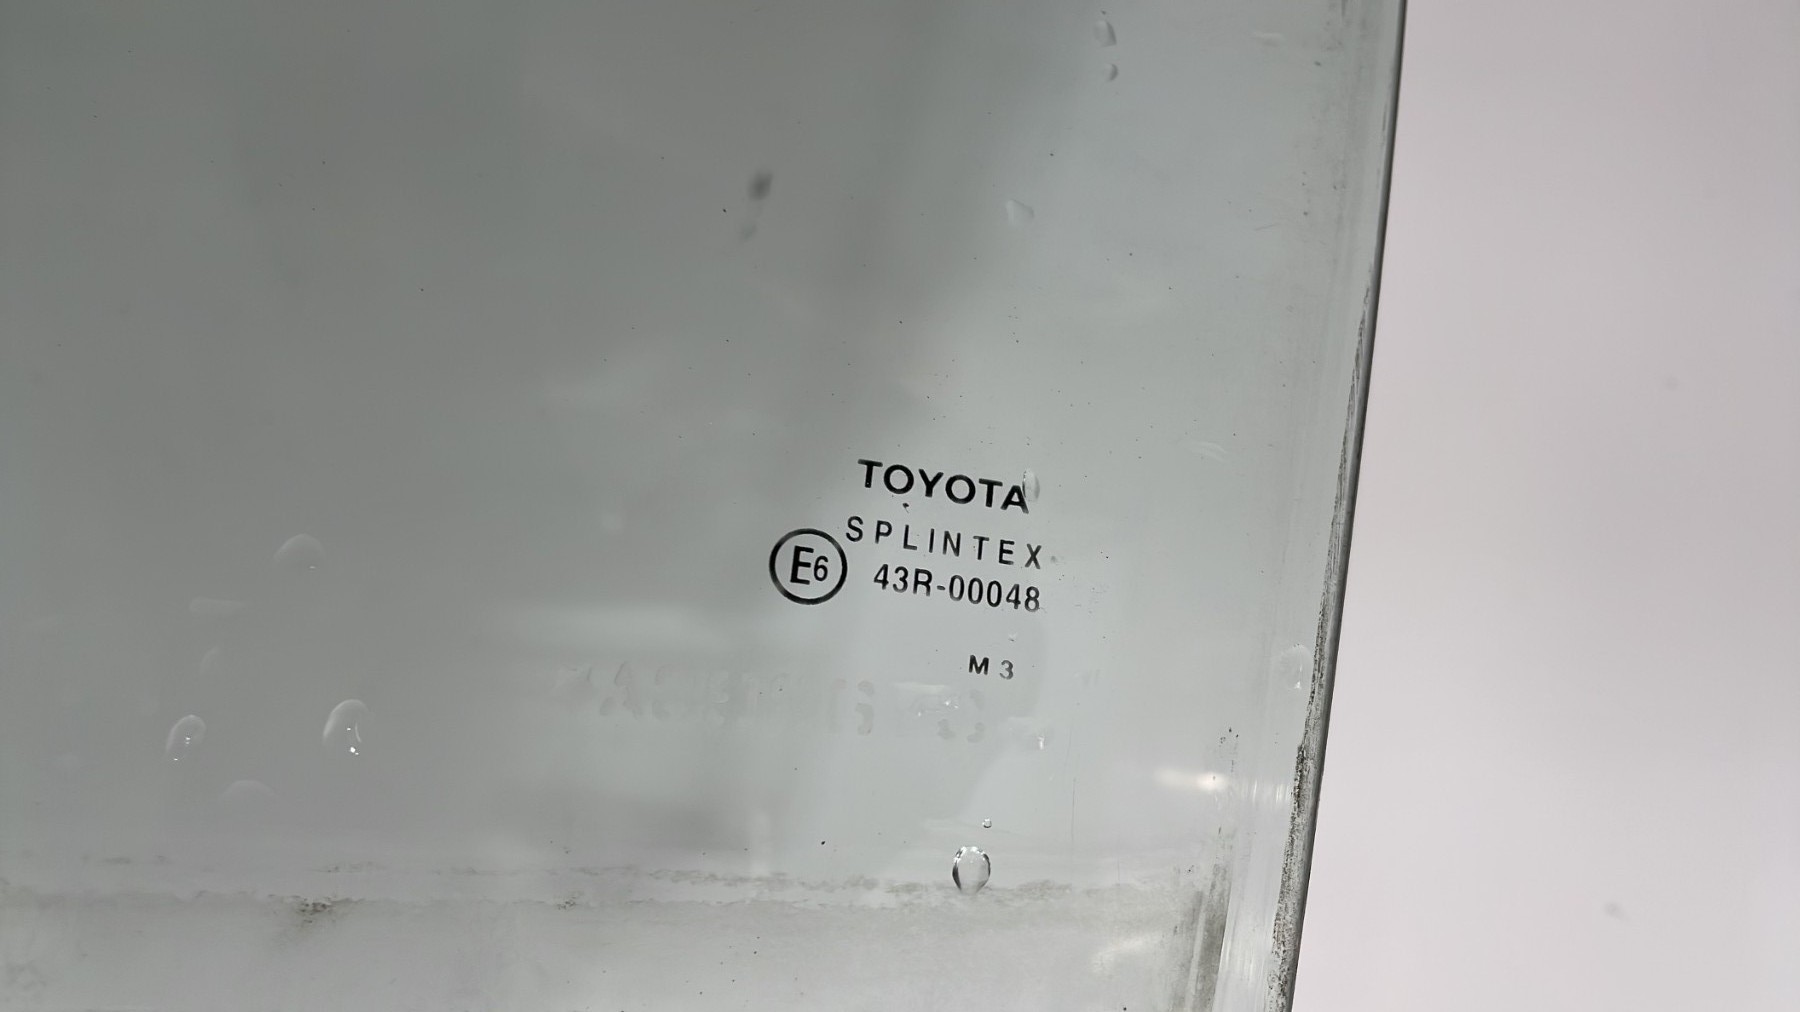 TOYOTA
SPLINTEX
E6 43R-00048
M 3